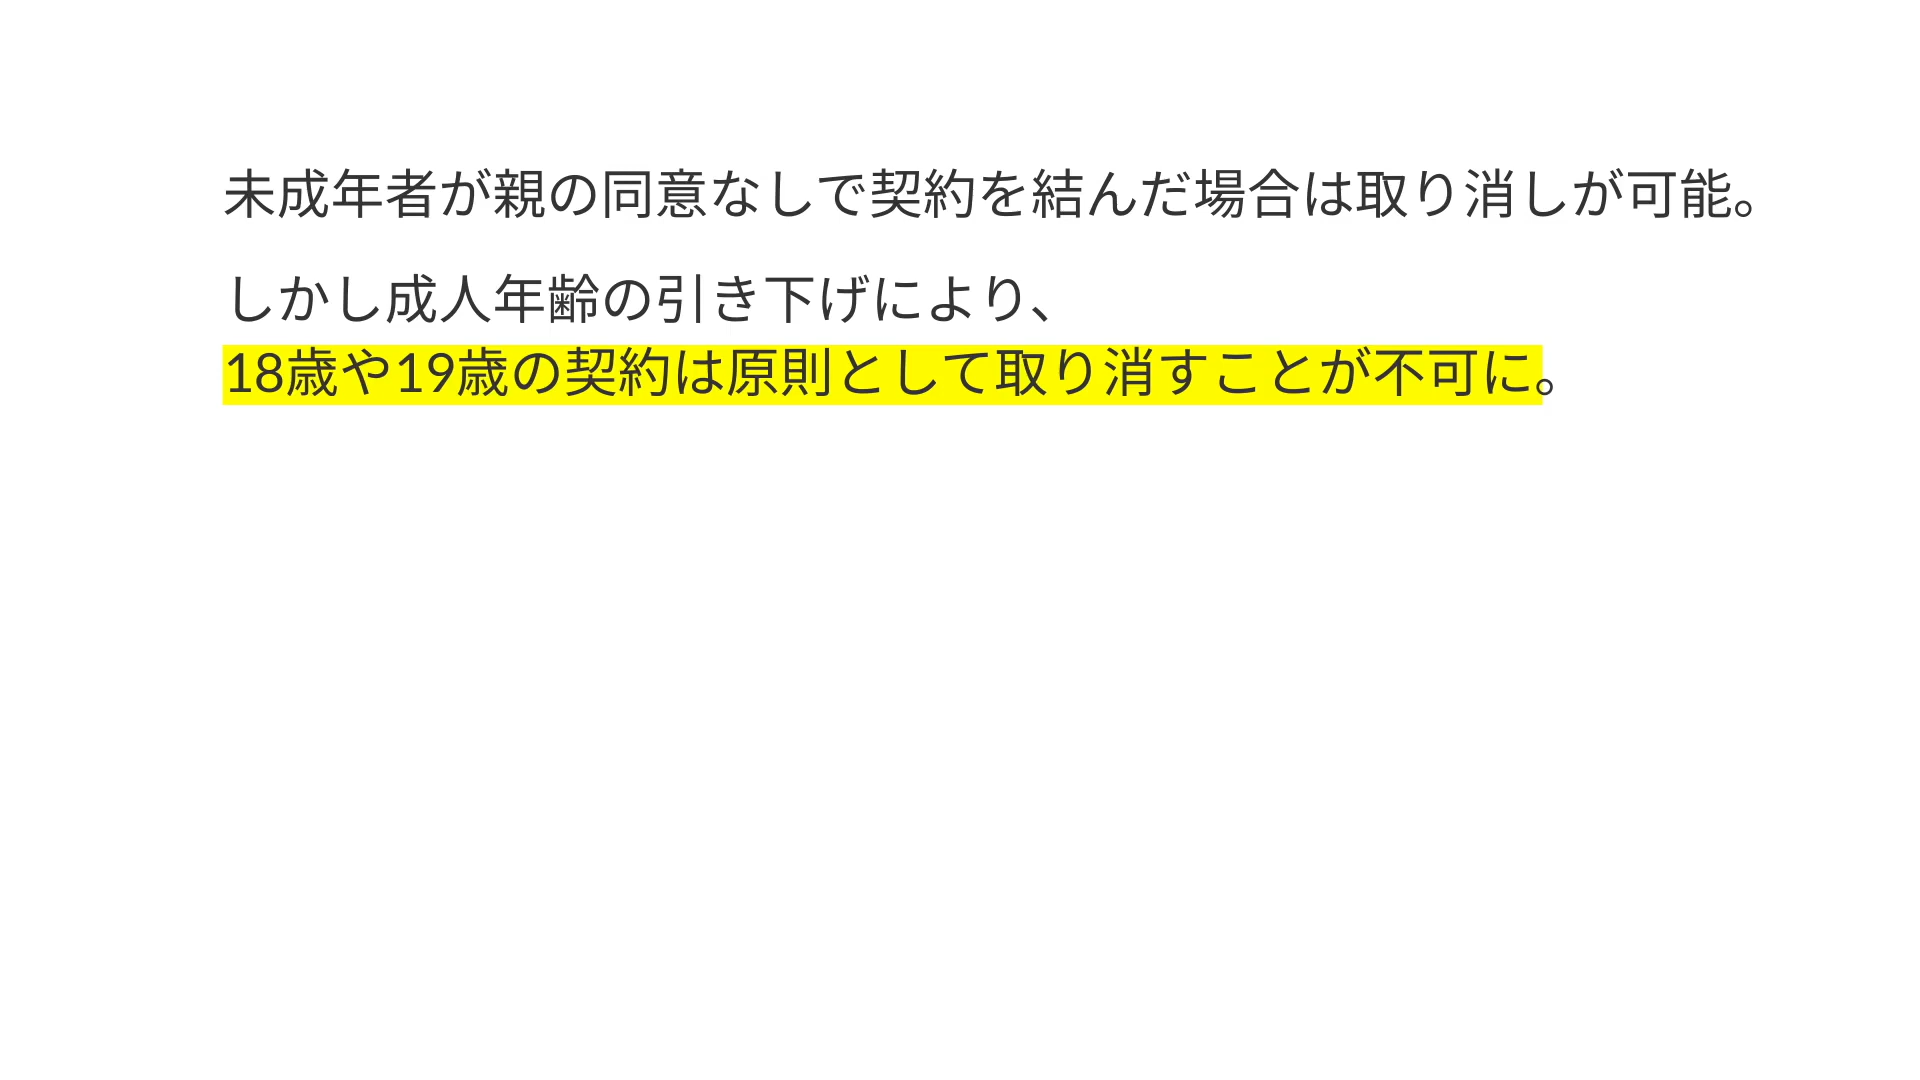 未成年者が親の同意なしで契約を結んだ場合は取り消しが可能。
しかし成人年齢の引き下げにより、
18歳や19歳の契約は原則として取り消すことが不可に。